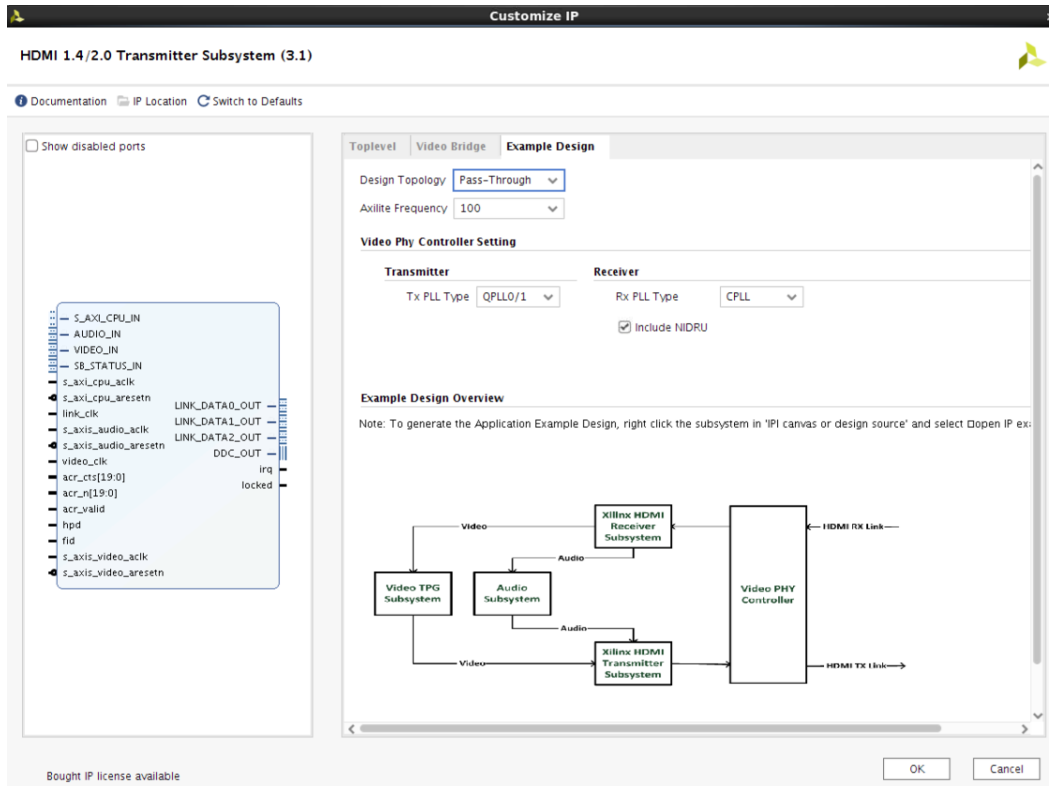 Customize IP
HDMI 1.4/2.0 Transmitter Subsystem (3.1)
Documentation IP Location Switch to Defaults
Show disabled ports
S_AXI_CPU_IN
AUDIO_IN
VIDEO_IN
SB_STATUS_IN
s_axi_cpu_aclk
s_axi_cpu_aresetn
link_clk
s_axis_audio_aclk
s_axis_audio_aresetn
video_clk
acr_cts[19:0]
acr_n[19:0]
acr_valid
hpd
fid
s_axis_video_aclk
s_axis_video_aresetn
LINK_DATA0_OUT
LINK_DATA1_OUT
LINK_DATA2_OUT
DDC_OUT
irq
locked
Toplevel Video Bridge Example Design
Design Topology Pass-Through
Axilite Frequency 100
Video Phy Controller Setting
Transmitter Receiver
Tx PLL Type QPLL0/1 Rx PLL Type CPLL
Include NIDRU
Example Design Overview
Note: To generate the Application Example Design, right click the subsystem in 'IPI canvas or design source' and select □open IP ex
Video
Xilinx HDMI
Receiver
Subsystem
HDMI RX Link
Audio
Video TPG
Subsystem
Audio
Subsystem
Video PHY
Controller
Audio
Video
Xilinx HDMI
Transmitter
Subsystem
HDMI TX Link
Bought IP license available
OK Cancel